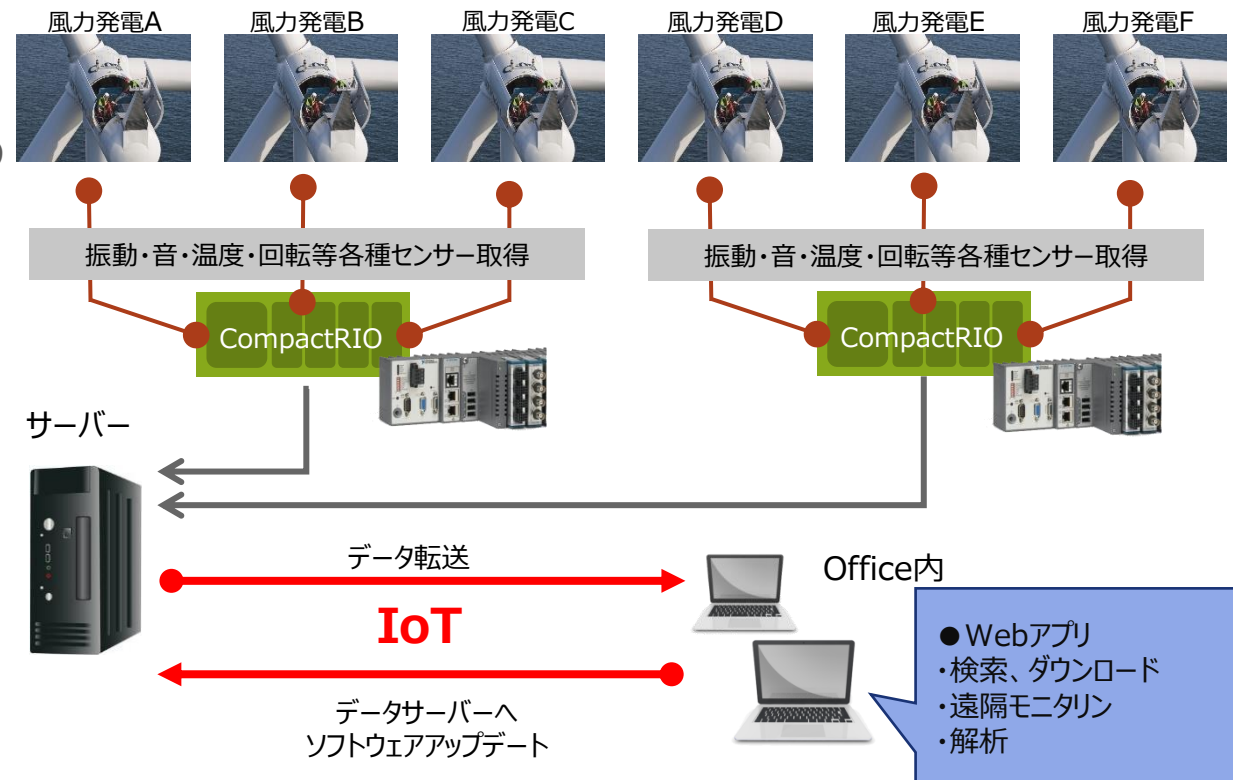 風力発電A
風力発電B
風力発電C
風力発電D
風力発電E
風力発電F
振動・音・温度・回転等各種センサー取得
振動・音・温度・回転等各種センサー取得
CompactRIO
CompactRIO
サーバー
データ転送
IoT
データサーバーへ
ソフトウェアアップデート
Office内
●Webアプリ
・検索、ダウンロード
・遠隔モニタリン
・解析